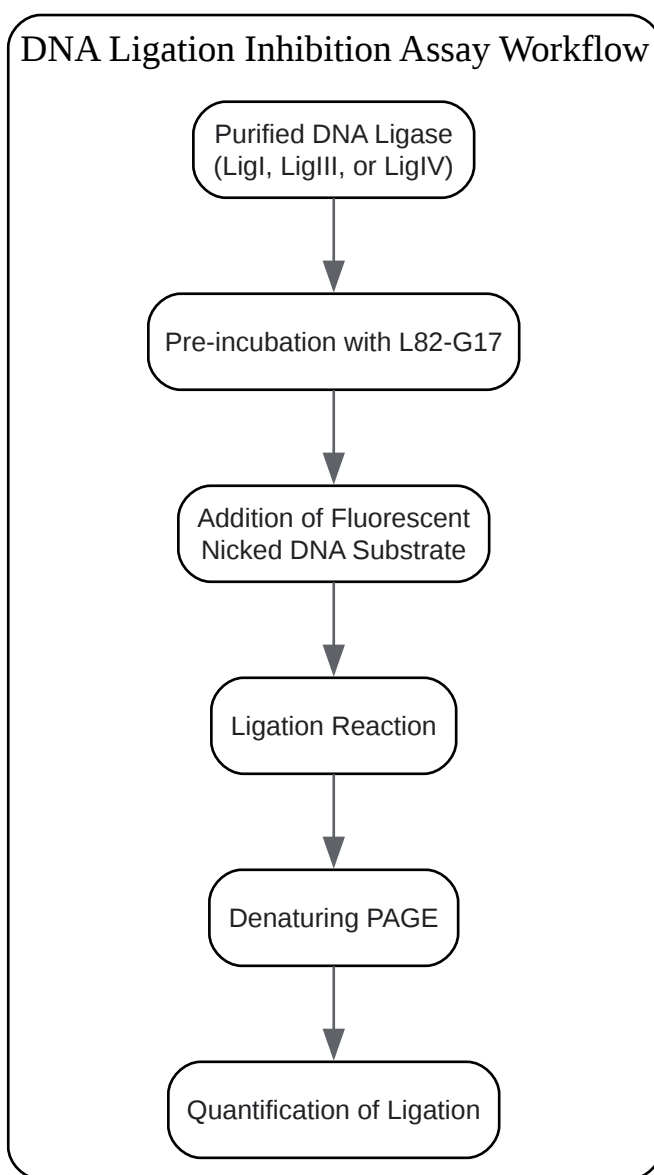 DNA Ligation Inhibition Assay Workflow
Purified DNA Ligase
(LigI, LigIII, or LigIV)
Pre-incubation with L82-G17
Addition of Fluorescent
Nicked DNA Substrate
Ligation Reaction
Denaturing PAGE
Quantification of Ligation